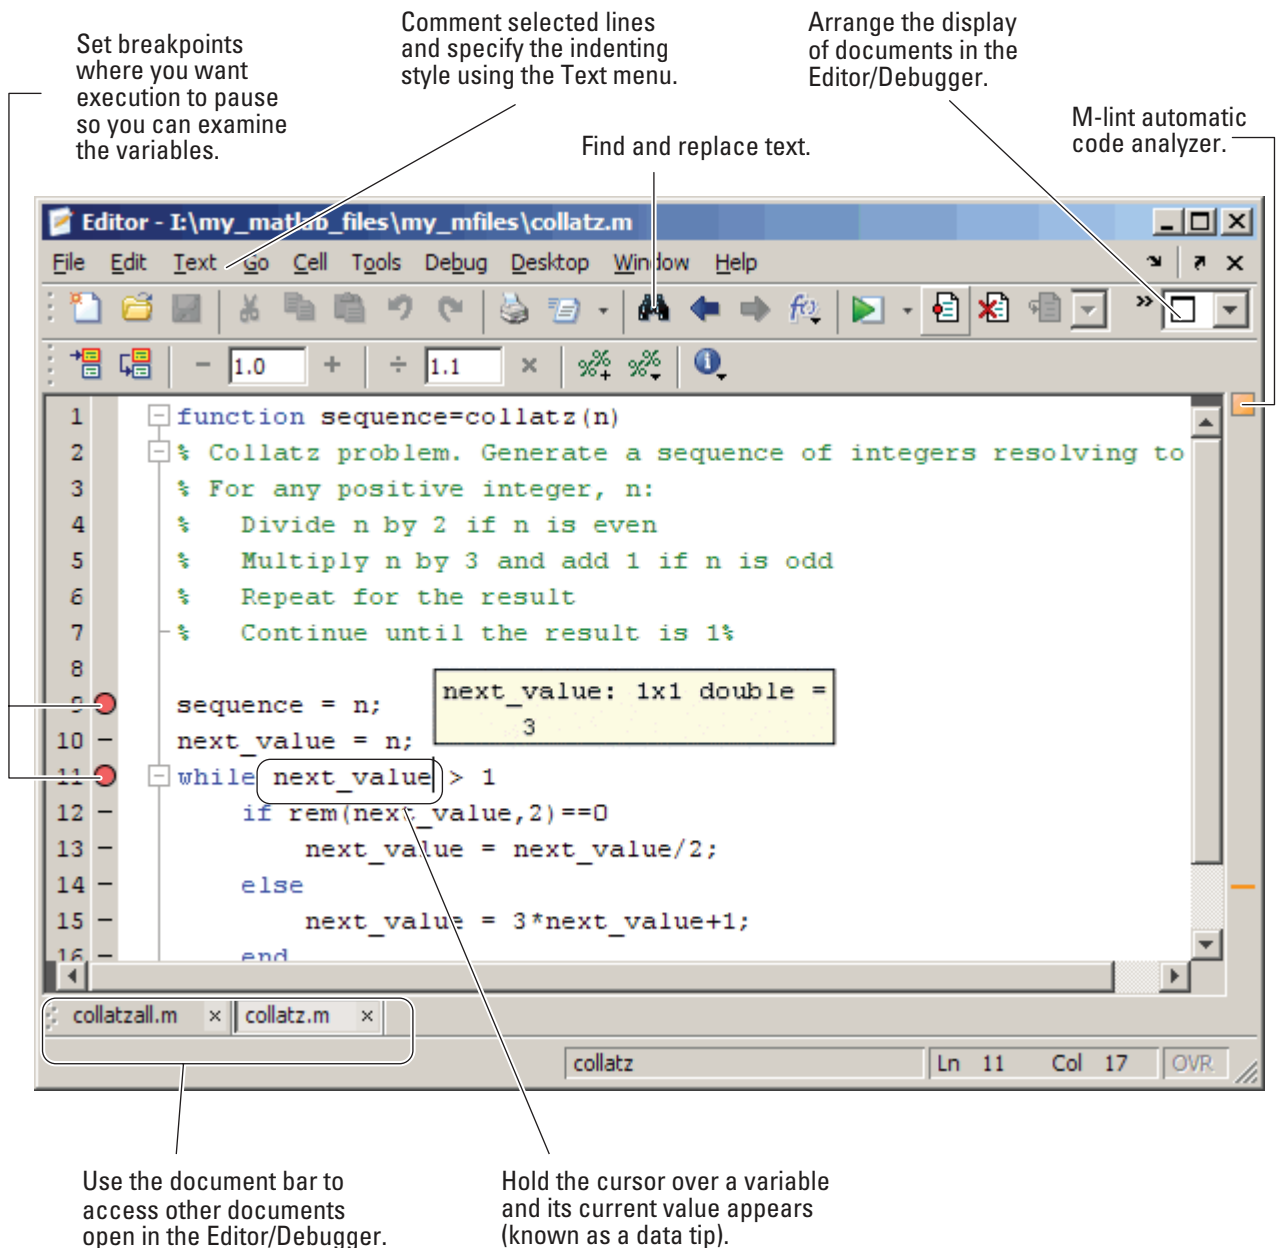 Set breakpoints
where you want
execution to pause
so you can examine
the variables.
Comment selected lines
and specify the indenting
style using the Text menu.
Find and replace text.
Arrange the display
of documents in the
Editor/Debugger.
M-lint automatic
code analyzer.
Editor - I:\my_matlab_files\my_mfiles\collatz.m
File Edit Text Go Cell Tools Debug Desktop Window Help
− 1.0 + ÷ 1.1 ×
1 function sequence=collatz(n)
2 % Collatz problem. Generate a sequence of integers resolving to
3 % For any positive integer, n:
4 %   Divide n by 2 if n is even
5 %   Multiply n by 3 and add 1 if n is odd
6 %   Repeat for the result
7 %   Continue until the result is 1%
8
next_value: 1x1 double =
3
9 sequence = n;
10 − next_value = n;
11 while next_value > 1
12 − if rem(next_value,2)==0
13 − next_value = next_value/2;
14 − else
15 − next_value = 3*next_value+1;
16 − end
collatzall.m × collatz.m ×
collatz Ln 11 Col 17 OVR
Use the document bar to
access other documents
open in the Editor/Debugger.
Hold the cursor over a variable
and its current value appears
(known as a data tip).